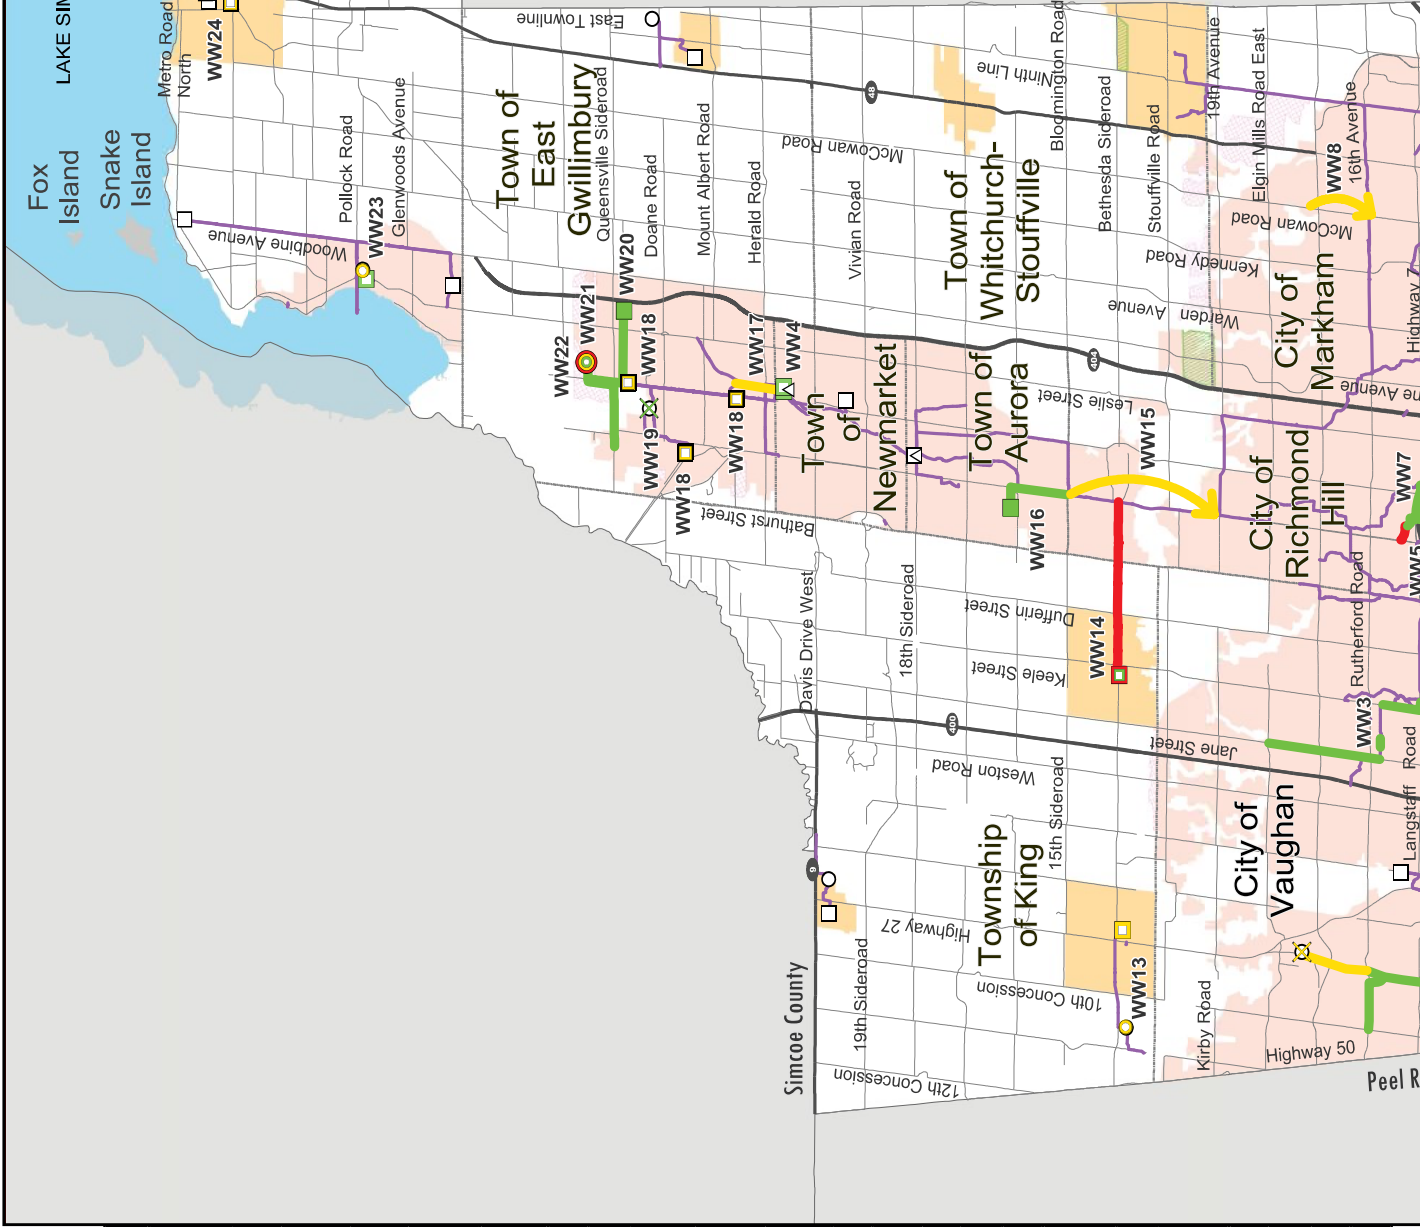 LAKE SIM
Fox
Island
Snake
Island
Metro Road
North
WW24
Pollock Road
WW23
Glenwoods Avenue
Woodbine Avenue
East Townline
Town of
East
Gwillimbury
Queensville Sideroad
WW20
Doane Road
Mount Albert Road
Herald Road
Vivian Road
McCowan Road
48
Ninth Line
Bloomington Road
Bethesda Sideroad
Stouffville Road
19th Avenue
Elgin Mills Road East
16th Avenue
WW8
McCowan Road
Kennedy Road
Warden
Avenue
Town of
Whitchurch-
Stouffville
City of
Markham
Highway 7
WW22
WW21
WW18
WW17
WW4
WW19
WW18
WW18
Town
of
Newmarket
Town of
Aurora
404
Leslie Street
WW15
City of
Richmond
Hill
WW7
WW5
Bathurst Street
WW16
Davis Drive West
18th Sideroad
Dufferin Street
Keele Street
WW14
Rutherford Road
WW3
400
Weston Road
Jane Street
15th Sideroad
Langstaff Road
9
Township
of King
City of
Vaughan
Highway 27
19th Sideroad
10th Concession
WW13
Kirby Road
Highway 50
12th Concession
Simcoe County
Peel R